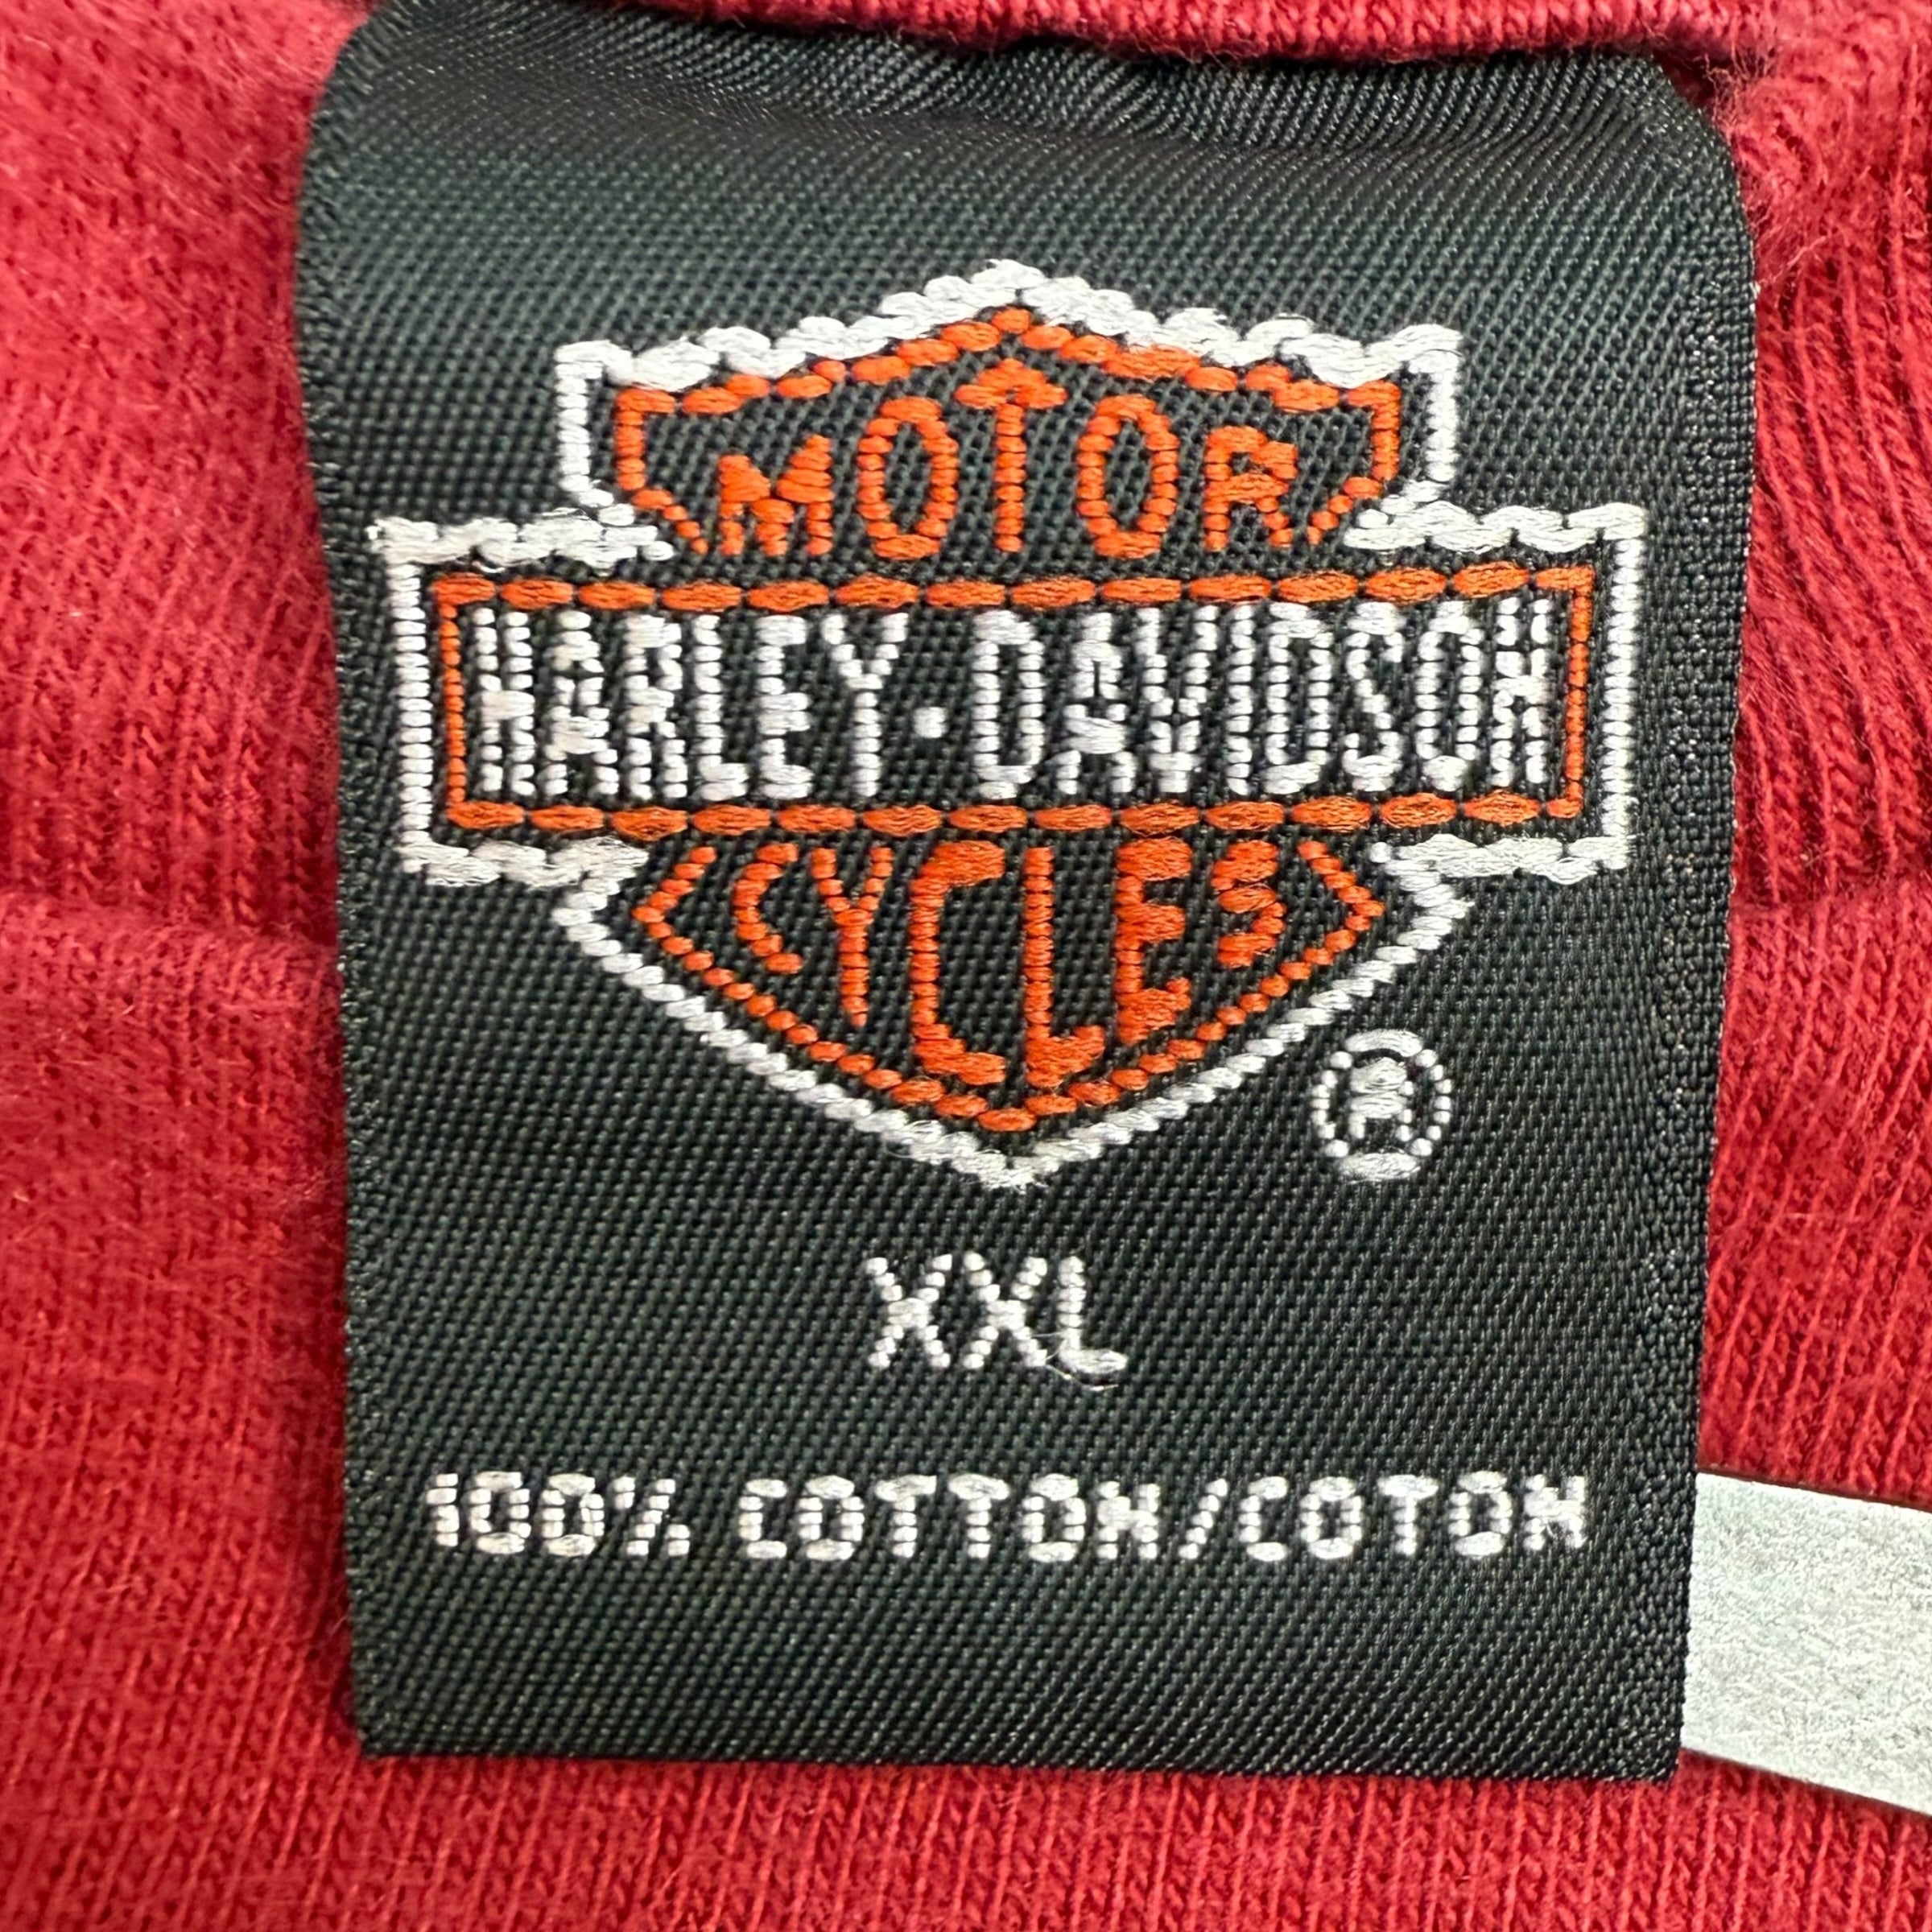 MOTOR
HARLEY·DAVIDSON
CYCLES
®
XXL
100% COTTON/COTON